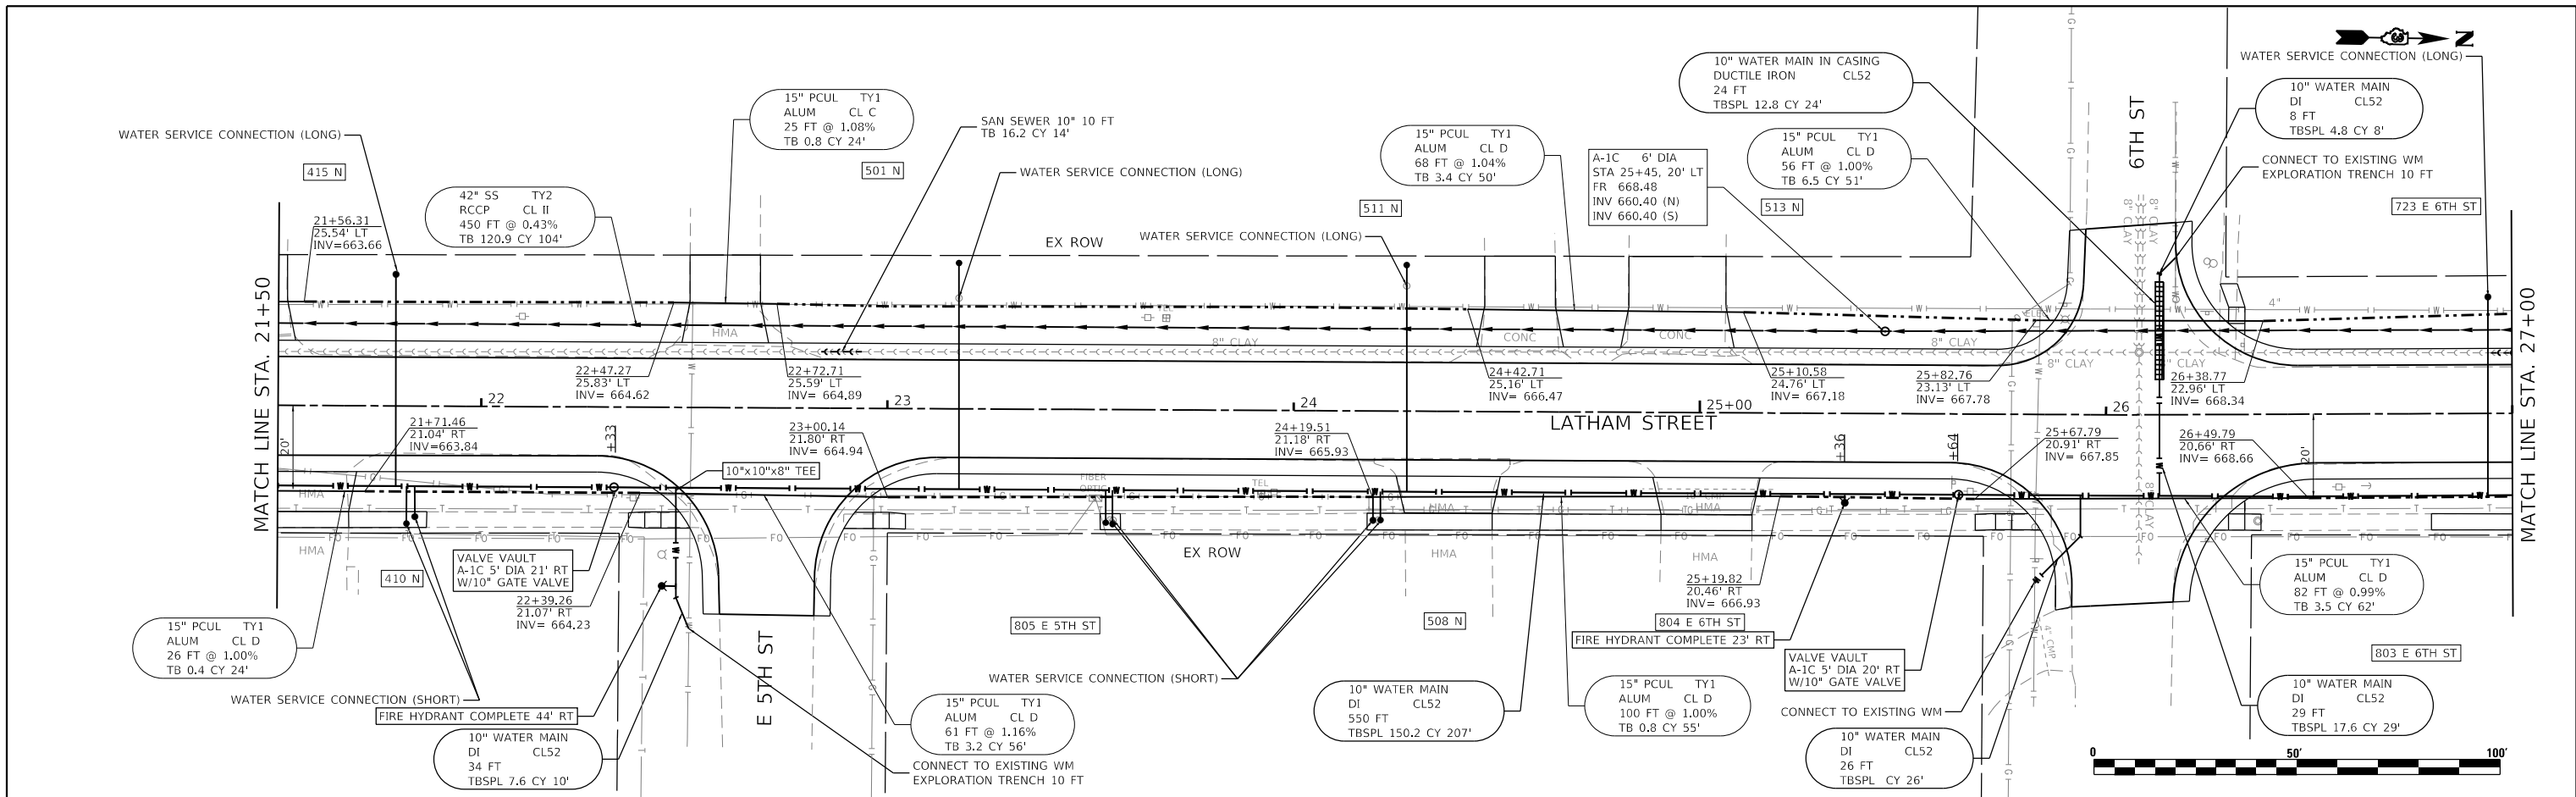 N
WATER SERVICE CONNECTION (LONG)
10" WATER MAIN IN CASING
DUCTILE IRON CL52
24 FT
TBSPL 12.8 CY 24'
10" WATER MAIN
DI CL52
8 FT
TBSPL 4.8 CY 8'
6TH ST
CONNECT TO EXISTING WM
EXPLORATION TRENCH 10 FT
723 E 6TH ST
WATER SERVICE CONNECTION (LONG)
415 N
15" PCUL TY1
ALUM CL C
25 FT @ 1.08%
TB 0.8 CY 24'
SAN SEWER 10" 10 FT
TB 16.2 CY 14'
501 N
WATER SERVICE CONNECTION (LONG)
15" PCUL TY1
ALUM CL D
68 FT @ 1.04%
TB 3.4 CY 50'
A-1C 6' DIA
STA 25+45, 20' LT
FR 668.48
INV 660.40 (N)
INV 660.40 (S)
15" PCUL TY1
ALUM CL D
56 FT @ 1.00%
TB 6.5 CY 51'
513 N
511 N
42" SS TY2
RCCP CL II
450 FT @ 0.43%
TB 120.9 CY 104'
21+56.31
25.54' LT
INV=663.66
EX ROW
WATER SERVICE CONNECTION (LONG)
MATCH LINE STA. 21+50
MATCH LINE STA. 27+00
HMA
8" CLAY
TEL
CONC
CONC
8" CLAY
8" CLAY
8" CLAY
8" CLAY
4"
22+47.27
25.83' LT
INV= 664.62
22+72.71
25.59' LT
INV= 664.89
24+42.71
25.16' LT
INV= 666.47
25+10.58
24.76' LT
INV= 667.18
25+82.76
23.13' LT
INV= 667.78
26+38.77
22.96' LT
INV= 668.34
22
23
24
25+00
26
LATHAM STREET
20'
21+71.46
21.04' RT
INV=663.84
+33
23+00.14
21.80' RT
INV= 664.94
24+19.51
21.18' RT
INV= 665.93
+36
+64
25+67.79
20.91' RT
INV= 667.85
26+49.79
20.66' RT
INV= 668.66
20'
10"x10"x8" TEE
FIBER
OPTIC
TEL
HMA
HMA
HMA
HMA
8" CLAY
EX ROW
HMA
HMA
VALVE VAULT
A-1C 5' DIA 21' RT
W/10" GATE VALVE
410 N
22+39.26
21.07' RT
INV= 664.23
25+19.82
20.46' RT
INV= 666.93
15" PCUL TY1
ALUM CL D
26 FT @ 1.00%
TB 0.4 CY 24'
805 E 5TH ST
508 N
804 E 6TH ST
FIRE HYDRANT COMPLETE 23' RT
15" PCUL TY1
ALUM CL D
82 FT @ 0.99%
TB 3.5 CY 62'
4" CMP
803 E 6TH ST
VALVE VAULT
A-1C 5' DIA 20' RT
W/10" GATE VALVE
WATER SERVICE CONNECTION (SHORT)
FIRE HYDRANT COMPLETE 44' RT
E 5TH ST
WATER SERVICE CONNECTION (SHORT)
15" PCUL TY1
ALUM CL D
61 FT @ 1.16%
TB 3.2 CY 56'
10" WATER MAIN
DI CL52
550 FT
TBSPL 150.2 CY 207'
15" PCUL TY1
ALUM CL D
100 FT @ 1.00%
TB 0.8 CY 55'
CONNECT TO EXISTING WM
10" WATER MAIN
DI CL52
29 FT
TBSPL 17.6 CY 29'
10" WATER MAIN
DI CL52
34 FT
TBSPL 7.6 CY 10'
CONNECT TO EXISTING WM
EXPLORATION TRENCH 10 FT
10" WATER MAIN
DI CL52
26 FT
TBSPL CY 26'
0 50' 100'